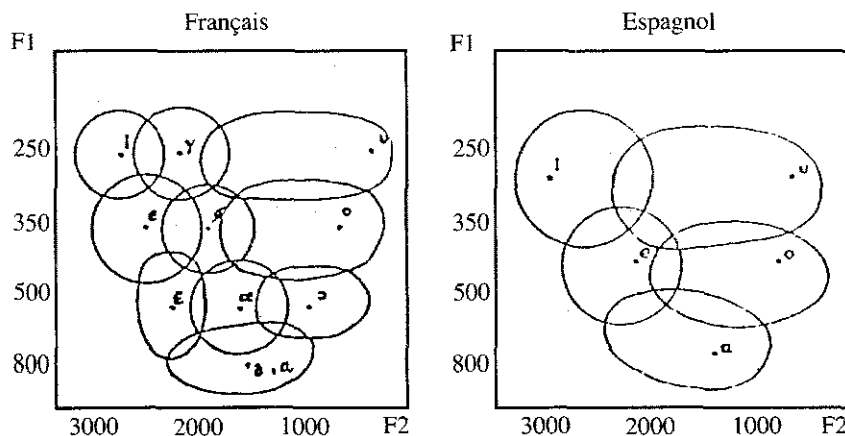 Français
F1
I y u
250
e ø o
350
ɛ œ ɔ
500
a ɑ
800
3000 2000 1000 F2
Espagnol
F1
250
I u
350
e o
500
a
800
3000 2000 1000 F2